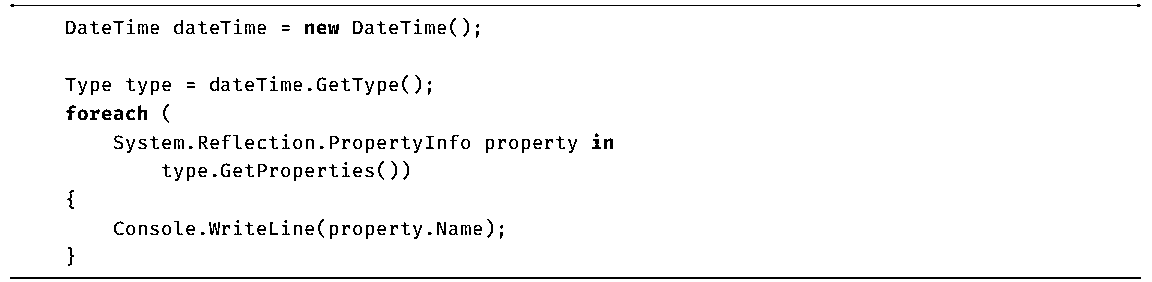 DateTime dateTime = new DateTime();
Type type = dateTime.GetType();
foreach (
    System.Reflection.PropertyInfo property in
        type.GetProperties())
{
    Console.WriteLine(property.Name);
}